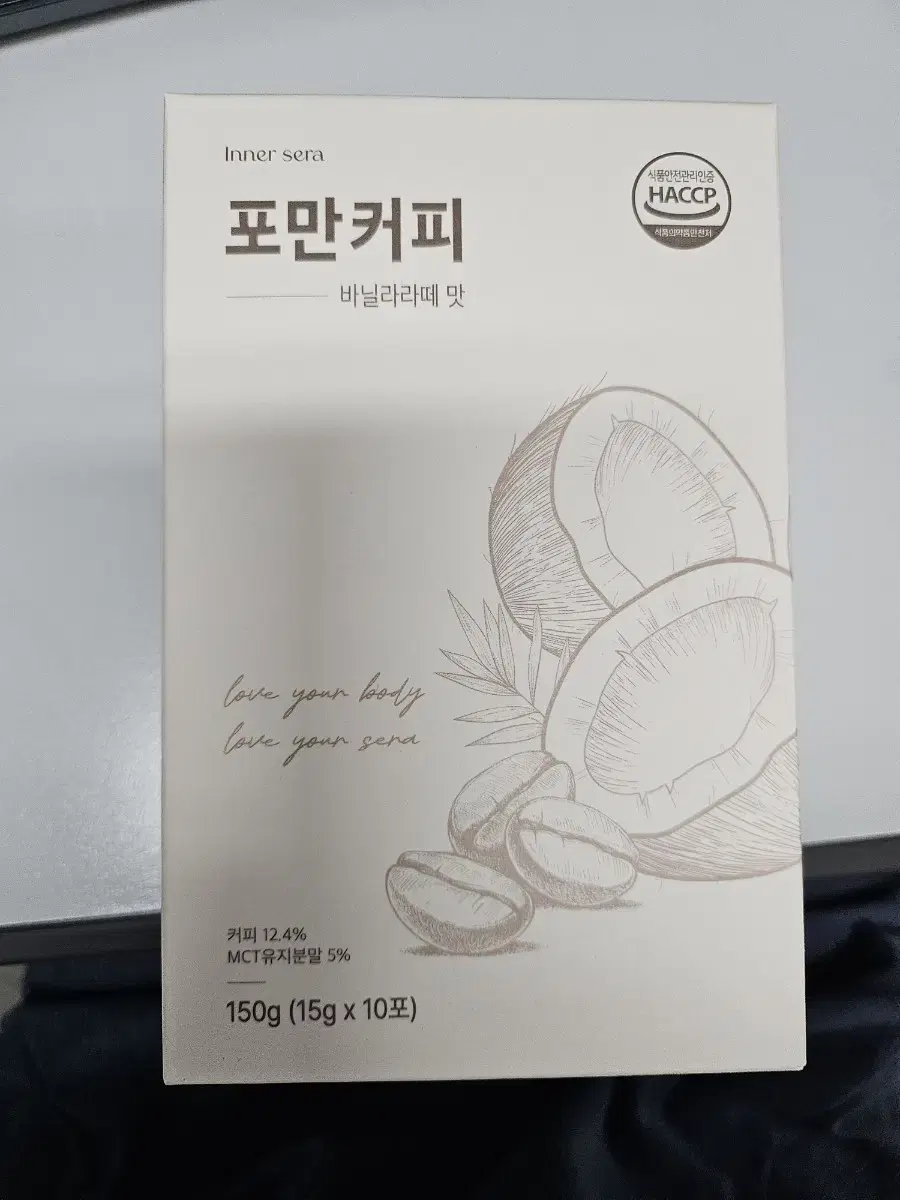 Inner sera
포만커피
바닐라라떼 맛
식품안전관리인증
HACCP
식품의약품안전처
love your body
love your sera
커피 12.4%
MCT유지분말 5%
150g (15g x 10포)